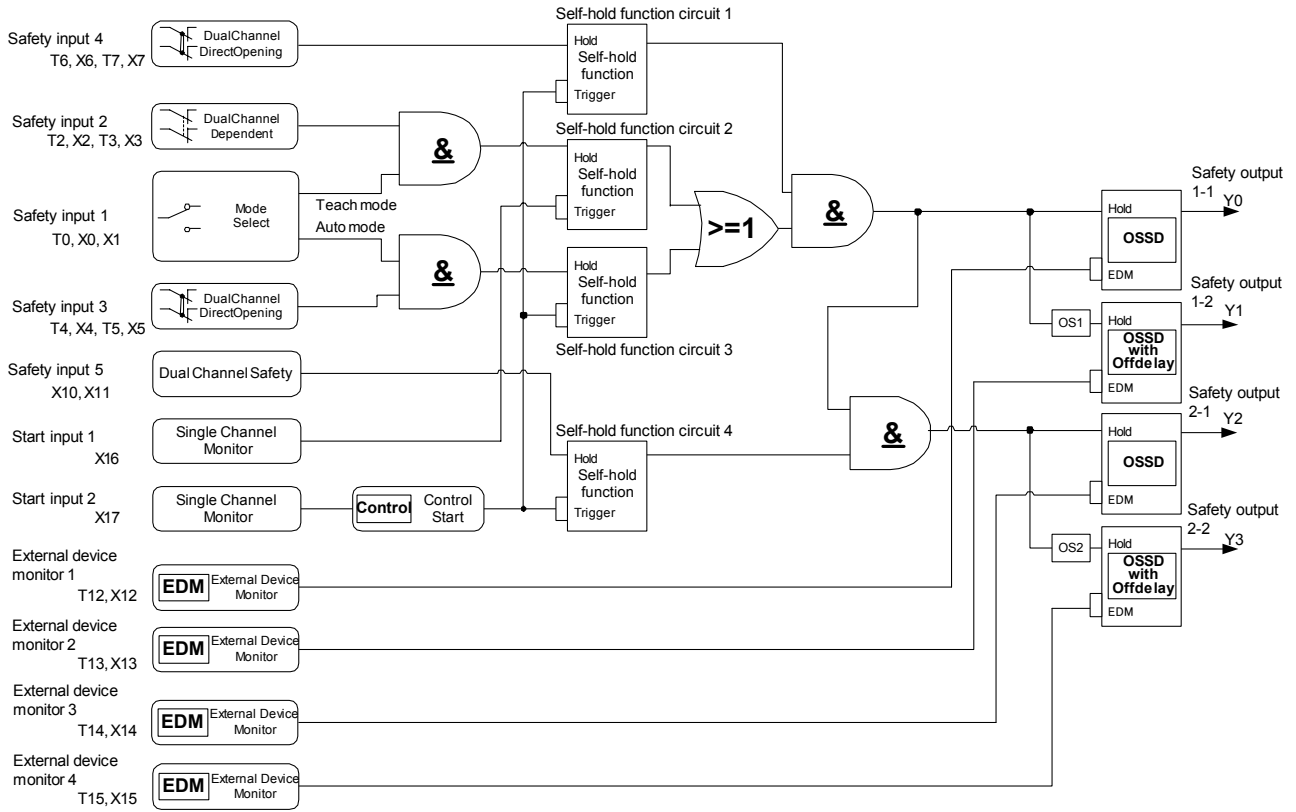 Self-hold function circuit 1
Safety input 4
T6, X6, T7, X7
DualChannel
DirectOpening
Hold
Self-hold
function
Trigger
Safety input 2
T2, X2, T3, X3
DualChannel
Dependent
&
Self-hold function circuit 2
Hold
Self-hold
function
Trigger
Safety input 1
T0, X0, X1
Mode
Select
Teach mode
Auto mode
>=1
&
Safety input 3
T4, X4, T5, X5
DualChannel
DirectOpening
&
Hold
Self-hold
function
Trigger
Self-hold function circuit 3
Safety input 5
X10, X11
Dual Channel Safety
Start input 1
X16
Single Channel
Monitor
Self-hold function circuit 4
Hold
Self-hold
function
Trigger
&
Start input 2
X17
Single Channel
Monitor
Control
Control
Start
External device
monitor 1
T12, X12
EDM
External Device
Monitor
External device
monitor 2
T13, X13
EDM
External Device
Monitor
External device
monitor 3
T14, X14
EDM
External Device
Monitor
External device
monitor 4
T15, X15
EDM
External Device
Monitor
Safety output
1-1
Y0
Hold
OSSD
EDM
Safety output
1-2
Y1
OS1
Hold
OSSD
with
Offdelay
EDM
Safety output
2-1
Y2
Hold
OSSD
EDM
Safety output
2-2
Y3
OS2
Hold
OSSD
with
Offdelay
EDM